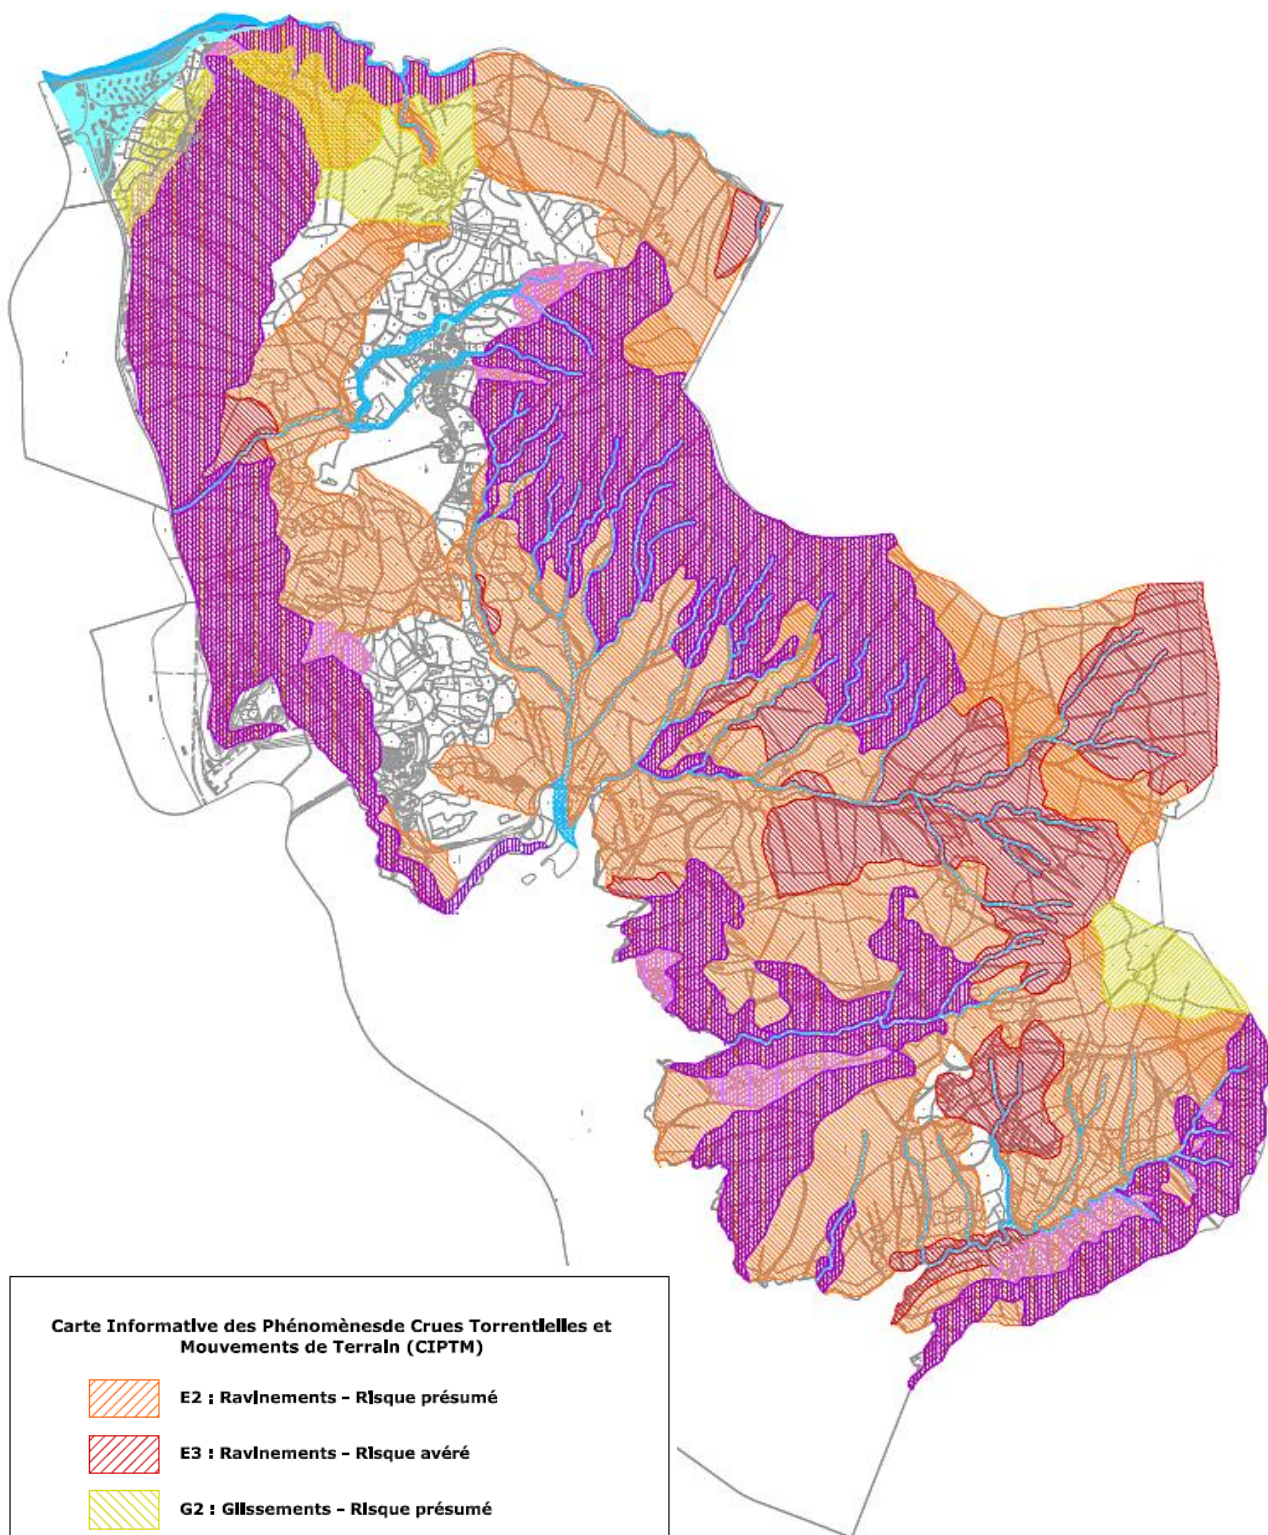 Carte Informative des Phénomènesde Crues Torrentielles et
Mouvements de Terrain (CIPTM)
E2 : Ravinements – Risque présumé
E3 : Ravinements – Risque avéré
G2 : Glissements – Risque présumé